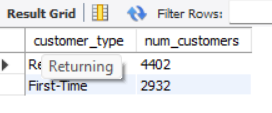 Result Grid Filter Rows:
customer_type num_customers
Re Returning 4402
First-Time 2932